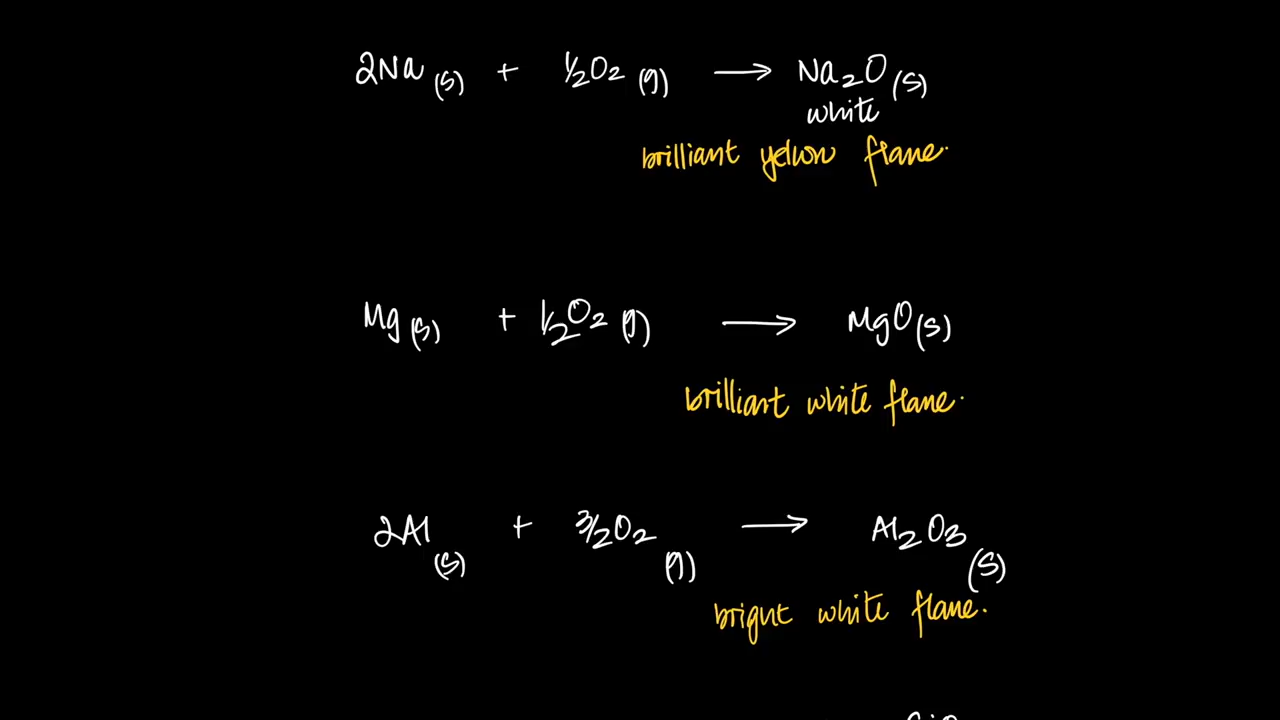 2Na (s) + 1/2O2 (g) → Na2O (s)
white
brilliant yellow flame.
Mg (s) + 1/2O2 (g) → MgO (s)
brilliant white flame.
2Al (s) + 3/2O2 (g) → Al2O3 (s)
bright white flame.